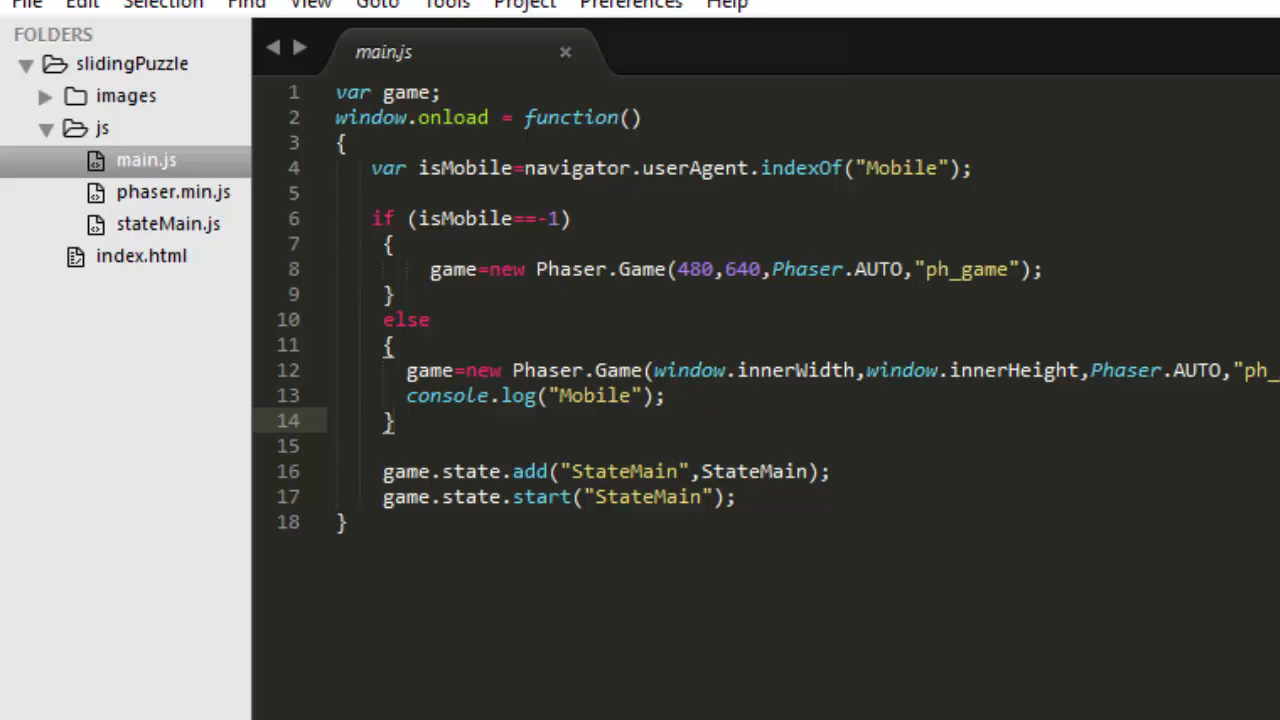 File Edit Selection Find View Goto Tools Project Preferences Help
FOLDERS
slidingPuzzle
images
js
main.js
phaser.min.js
stateMain.js
index.html
main.js
1 var game;
2 window.onload = function()
3 {
4 var isMobile=navigator.userAgent.indexOf("Mobile");
5
6 if (isMobile==-1)
7 {
8 game=new Phaser.Game(480,640,Phaser.AUTO,"ph_game");
9 }
10 else
11 {
12 game=new Phaser.Game(window.innerWidth,window.innerHeight,Phaser.AUTO,"ph_
13 console.log("Mobile");
14 }
15
16 game.state.add("StateMain",StateMain);
17 game.state.start("StateMain");
18 }